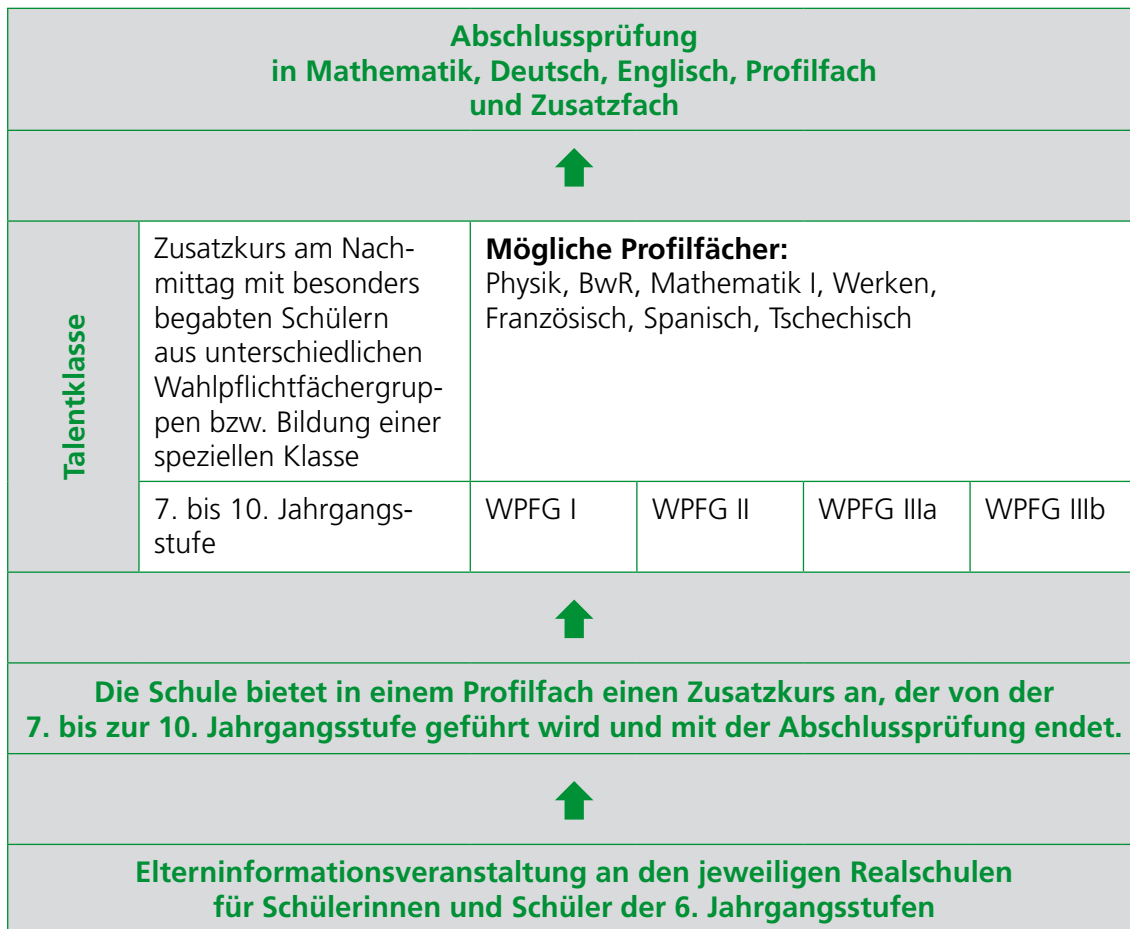 Abschlussprüfung
in Mathematik, Deutsch, Englisch, Profilfach
und Zusatzfach
Talentklasse
Zusatzkurs am Nach-
mittag mit besonders
begabten Schülern
aus unterschiedlichen
Wahlpflichtfächergrup-
pen bzw. Bildung einer
speziellen Klasse
Mögliche Profilfächer:
Physik, BwR, Mathematik I, Werken,
Französisch, Spanisch, Tschechisch
7. bis 10. Jahrgangs-
stufe
WPFG I
WPFG II
WPFG IIIa
WPFG IIIb
Die Schule bietet in einem Profilfach einen Zusatzkurs an, der von der
7. bis zur 10. Jahrgangsstufe geführt wird und mit der Abschlussprüfung endet.
Elterninformationsveranstaltung an den jeweiligen Realschulen
für Schülerinnen und Schüler der 6. Jahrgangsstufen